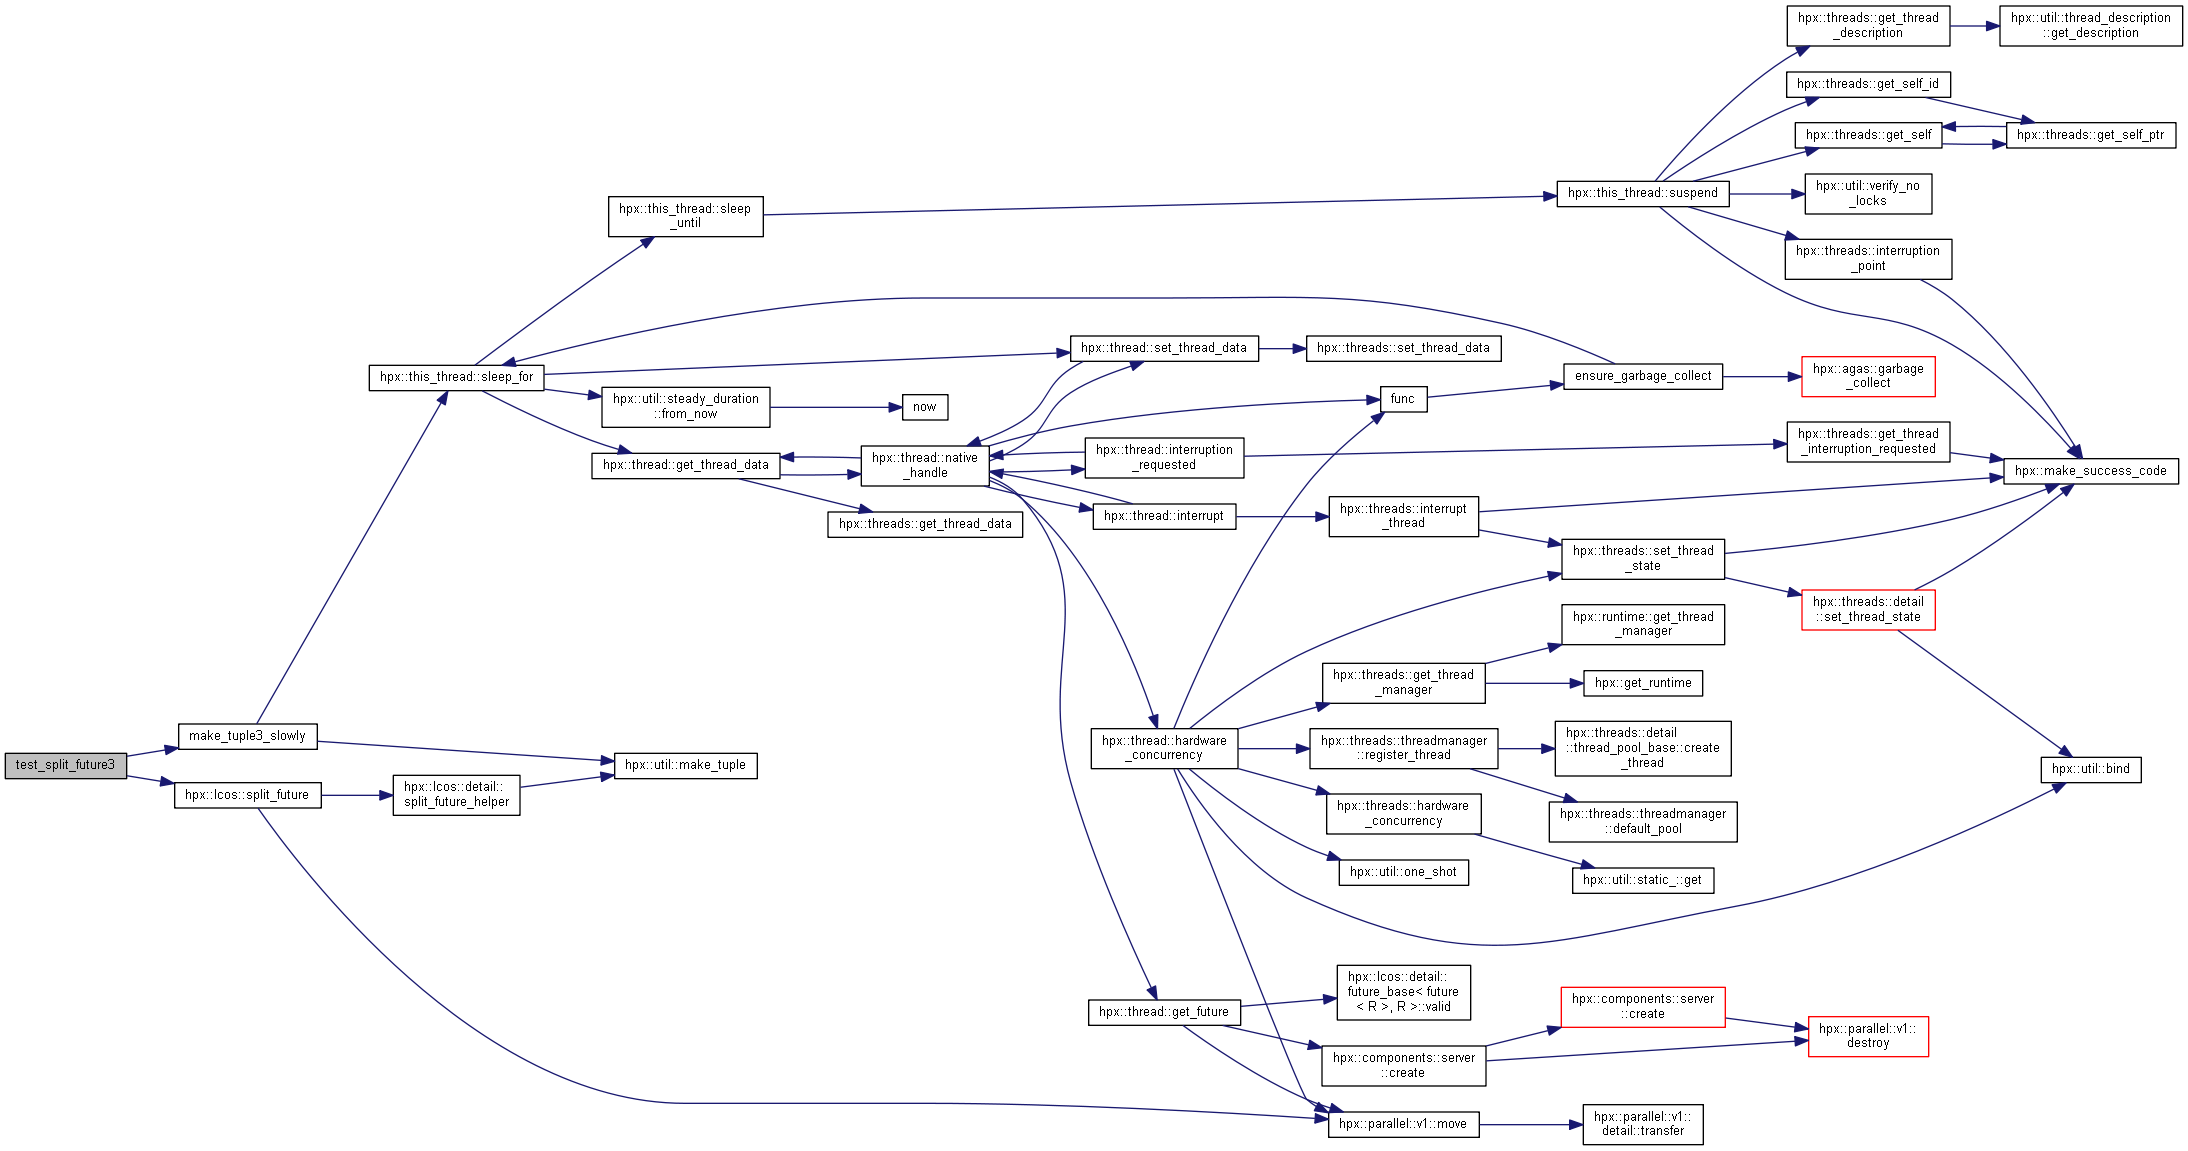 hpx::threads::get_thread
_description
hpx::util::thread_description
::get_description
hpx::threads::get_self_id
hpx::threads::get_self
hpx::threads::get_self_ptr
hpx::this_thread::suspend
hpx::util::verify_no
_locks
hpx::this_thread::sleep
_until
hpx::threads::interruption
_point
hpx::thread::set_thread_data
hpx::threads::set_thread_data
hpx::this_thread::sleep_for
ensure_garbage_collect
hpx::agas::garbage
_collect
hpx::util::steady_duration
::from_now
now
func
hpx::thread::get_thread_data
hpx::thread::native
_handle
hpx::thread::interruption
_requested
hpx::threads::get_thread
_interruption_requested
hpx::make_success_code
hpx::threads::get_thread_data
hpx::thread::interrupt
hpx::threads::interrupt
_thread
hpx::threads::set_thread
_state
hpx::threads::detail
::set_thread_state
hpx::runtime::get_thread
_manager
hpx::threads::get_thread
_manager
hpx::get_runtime
make_tuple3_slowly
test_split_future3
hpx::util::make_tuple
hpx::lcos::split_future
hpx::lcos::detail::
split_future_helper
hpx::thread::hardware
_concurrency
hpx::threads::threadmanager
::register_thread
hpx::threads::detail
::thread_pool_base::create
_thread
hpx::util::bind
hpx::threads::hardware
_concurrency
hpx::threads::threadmanager
::default_pool
hpx::util::one_shot
hpx::util::static_::get
hpx::lcos::detail::
future_base< future
< R >, R >::valid
hpx::thread::get_future
hpx::components::server
::create
hpx::components::server
::create
hpx::parallel::v1::
destroy
hpx::parallel::v1::move
hpx::parallel::v1::
detail::transfer